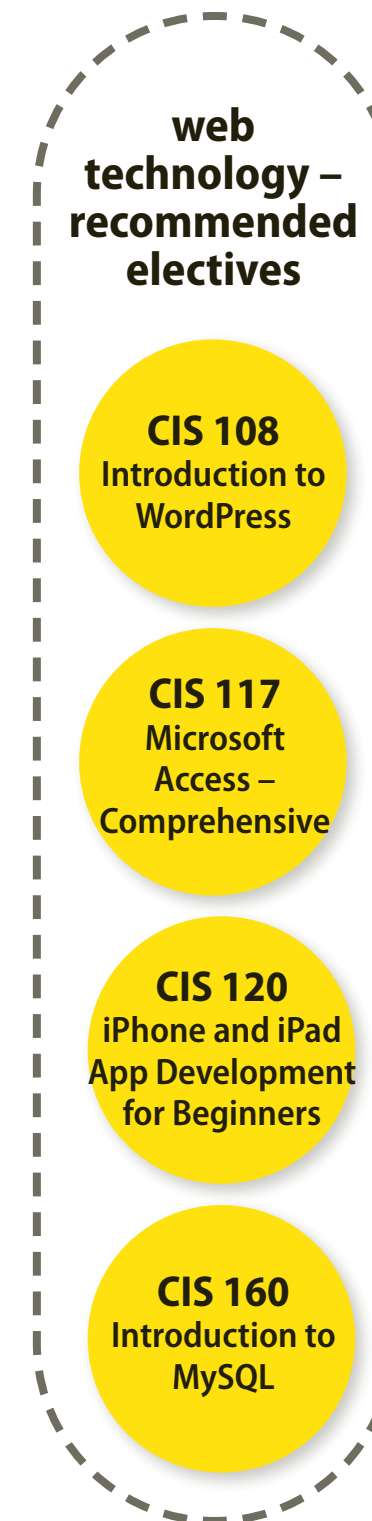 web
technology –
recommended
electives
CIS 108
Introduction to
WordPress
CIS 117
Microsoft
Access –
Comprehensive
CIS 120
iPhone and iPad
App Development
for Beginners
CIS 160
Introduction to
MySQL